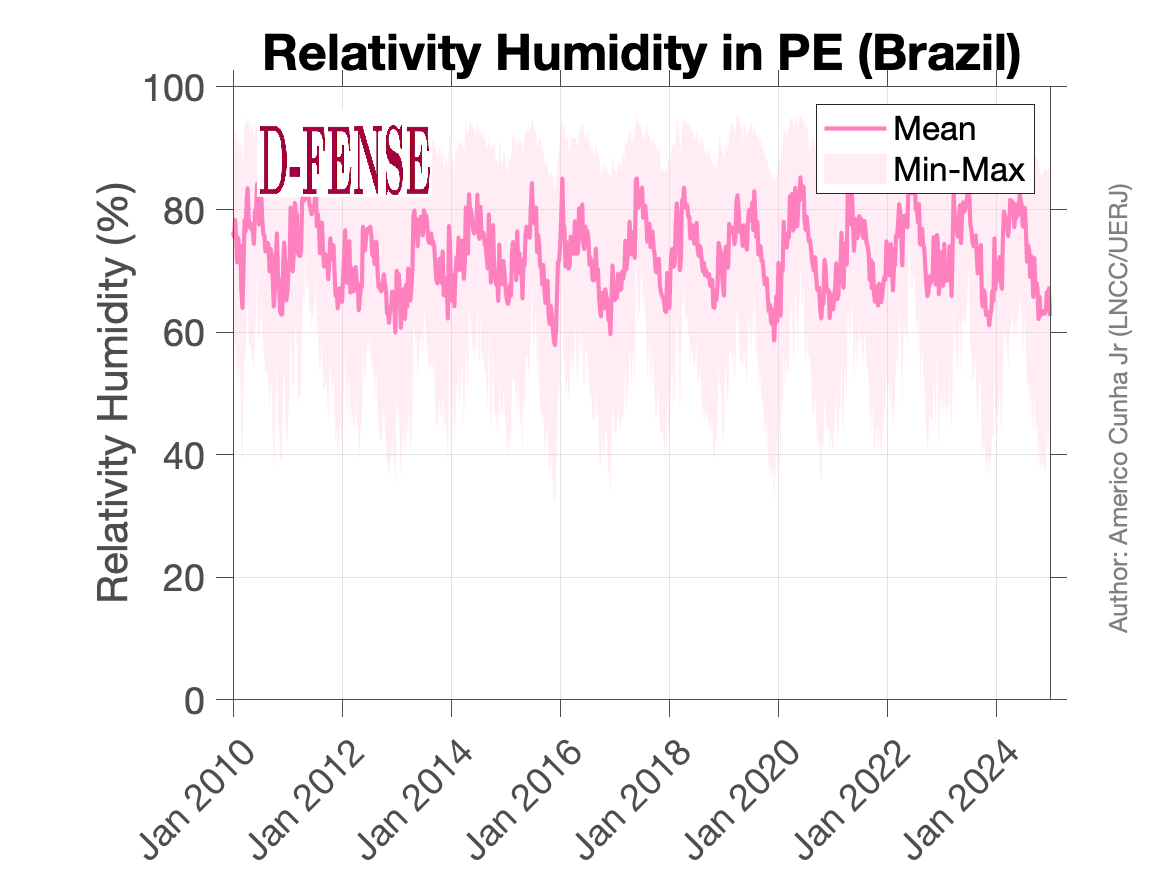 Relativity Humidity in PE (Brazil)
D-FENSE
Mean
Min-Max
Relativity Humidity (%)
100
80
60
40
20
0
Jan 2010
Jan 2012
Jan 2014
Jan 2016
Jan 2018
Jan 2020
Jan 2022
Jan 2024
Author: Americo Cunha Jr (LNCC/UERJ)